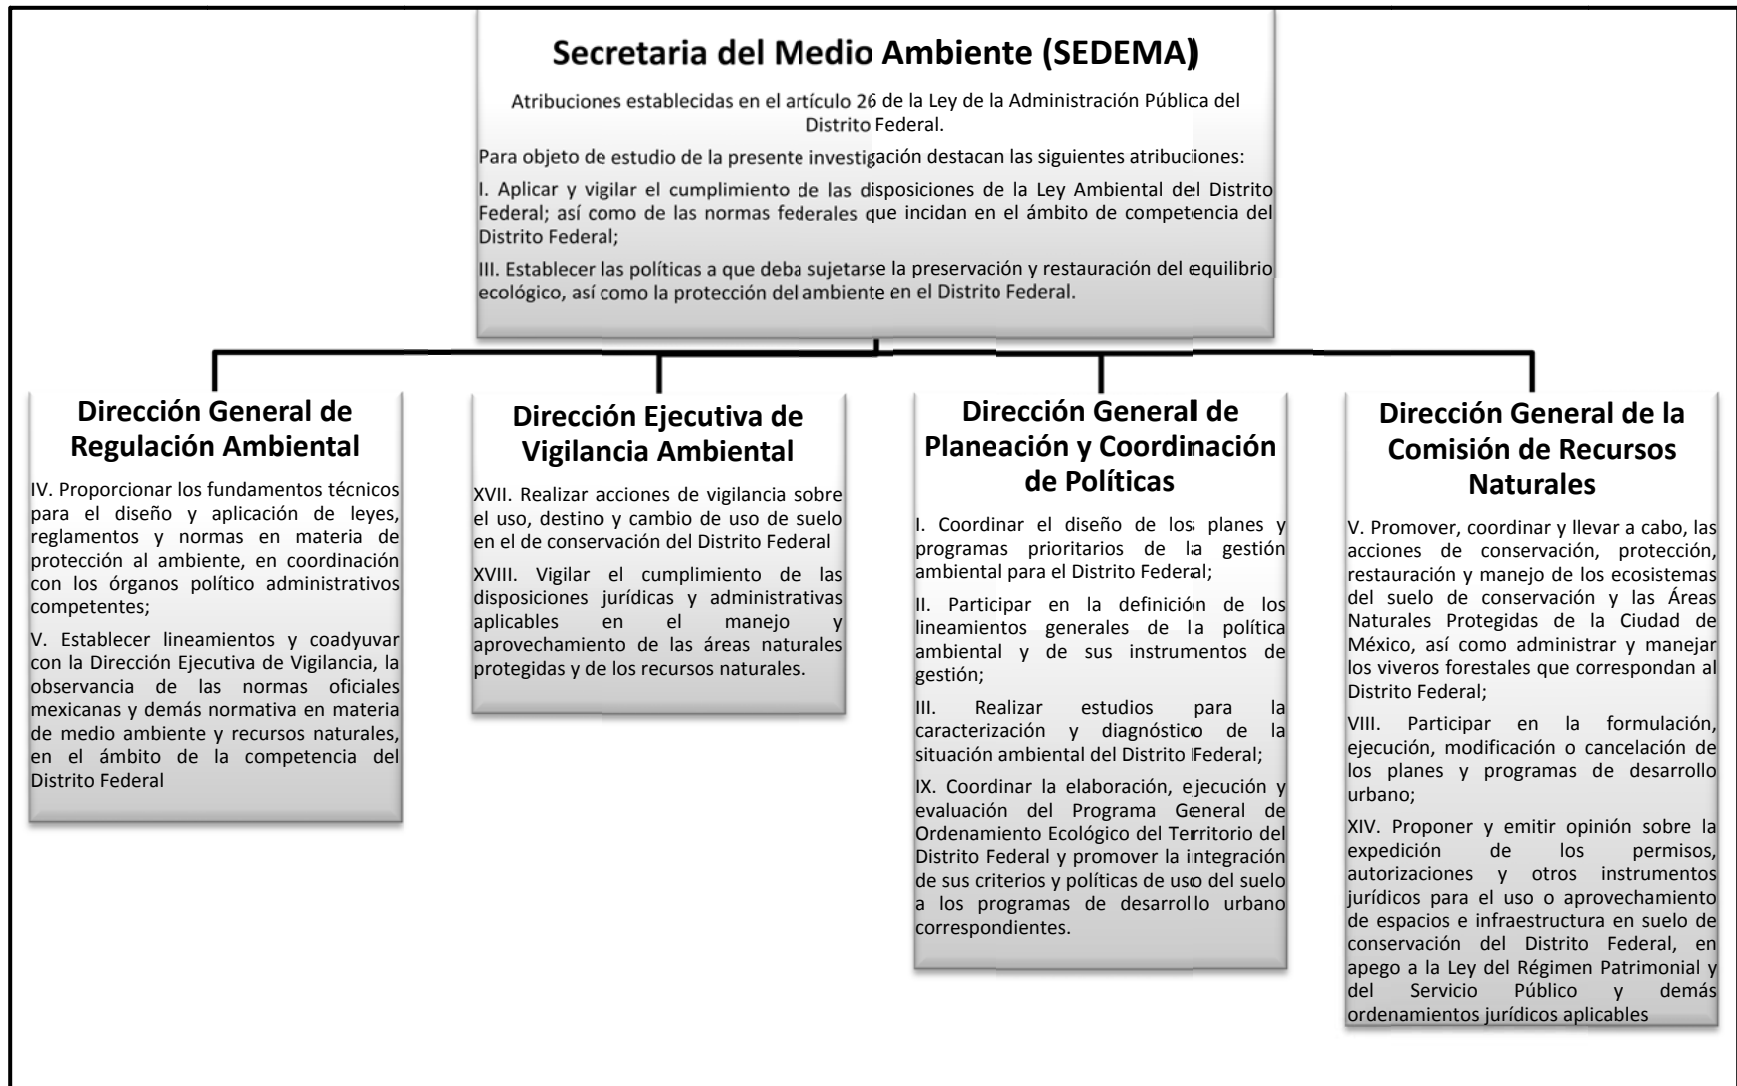 Secretaria del Medio Ambiente (SEDEMA)
Atribuciones establecidas en el artículo 26 de la Ley de la Administración Pública del
Distrito Federal.
Para objeto de estudio de la presente investigación destacan las siguientes atribuciones:
I. Aplicar y vigilar el cumplimiento de las disposiciones de la Ley Ambiental del Distrito
Federal; así como de las normas federales que incidan en el ámbito de competencia del
Distrito Federal;
III. Establecer las políticas a que deba sujetarse la preservación y restauración del equilibrio
ecológico, así como la protección del ambiente en el Distrito Federal.
Dirección General de
Regulación Ambiental
IV. Proporcionar los fundamentos técnicos
para el diseño y aplicación de leyes,
reglamentos y normas en materia de
protección al ambiente, en coordinación
con los órganos político administrativos
competentes;
V. Establecer lineamientos y coadyuvar
con la Dirección Ejecutiva de Vigilancia, la
observancia de las normas oficiales
mexicanas y demás normativa en materia
de medio ambiente y recursos naturales,
en el ámbito de la competencia del
Distrito Federal
Dirección Ejecutiva de
Vigilancia Ambiental
XVII. Realizar acciones de vigilancia sobre
el uso, destino y cambio de uso de suelo
en el de conservación del Distrito Federal
XVIII. Vigilar el cumplimiento de las
disposiciones jurídicas y administrativas
aplicables en el manejo y
aprovechamiento de las áreas naturales
protegidas y de los recursos naturales.
Dirección General de
Planeación y Coordinación
de Políticas
I. Coordinar el diseño de los planes y
programas prioritarios de la gestión
ambiental para el Distrito Federal;
II. Participar en la definición de los
lineamientos generales de la política
ambiental y de sus instrumentos de
gestión;
III. Realizar estudios para la
caracterización y diagnóstico de la
situación ambiental del Distrito Federal;
IX. Coordinar la elaboración, ejecución y
evaluación del Programa General de
Ordenamiento Ecológico del Territorio del
Distrito Federal y promover la integración
de sus criterios y políticas de uso del suelo
a los programas de desarrollo urbano
correspondientes.
Dirección General de la
Comisión de Recursos
Naturales
V. Promover, coordinar y llevar a cabo, las
acciones de conservación, protección,
restauración y manejo de los ecosistemas
del suelo de conservación y las Áreas
Naturales Protegidas de la Ciudad de
México, así como administrar y manejar
los viveros forestales que correspondan al
Distrito Federal;
VIII. Participar en la formulación,
ejecución, modificación o cancelación de
los planes y programas de desarrollo
urbano;
XIV. Proponer y emitir opinión sobre la
expedición de los permisos,
autorizaciones y otros instrumentos
jurídicos para el uso o aprovechamiento
de espacios e infraestructura en suelo de
conservación del Distrito Federal, en
apego a la Ley del Régimen Patrimonial y
del Servicio Público y demás
ordenamientos jurídicos aplicables